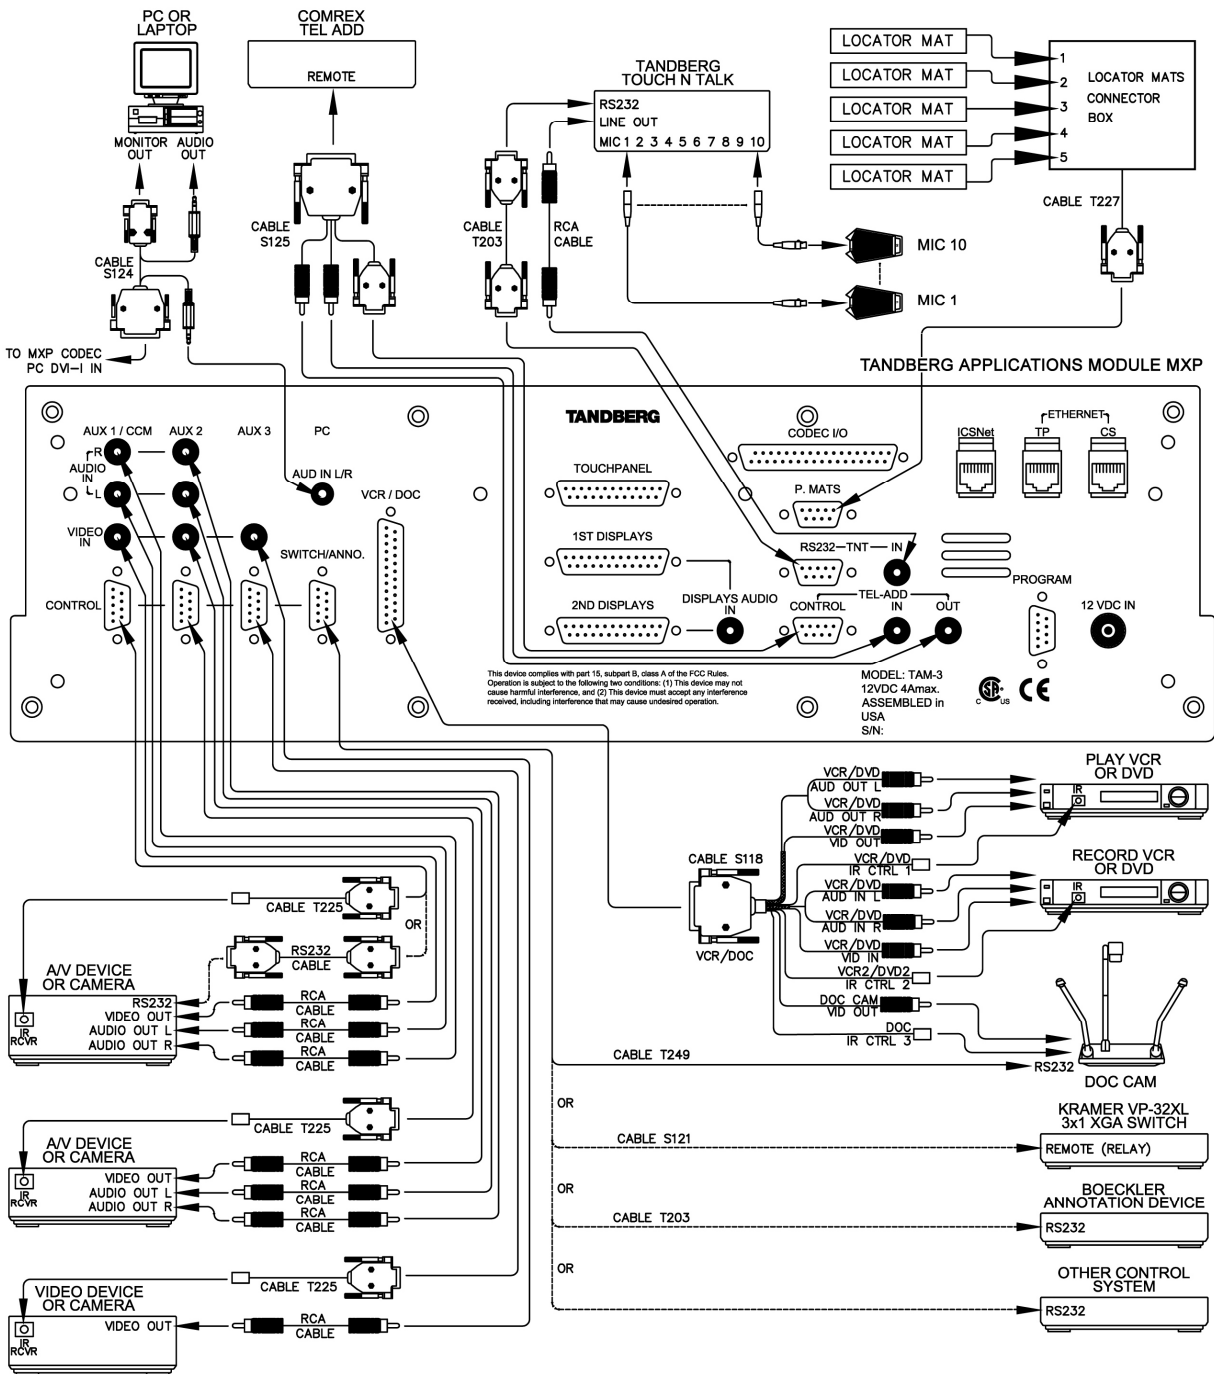 PC OR
LAPTOP
MONITOR OUT
AUDIO OUT
CABLE
S124
TO MXP CODEC
PC DVI-I IN
COMREX
TEL ADD
REMOTE
CABLE
S125
TANDBERG
TOUCH N TALK
RS232
LINE OUT
MIC 1 2 3 4 5 6 7 8 9 10
CABLE
T203
RCA
CABLE
MIC 10
MIC 1
LOCATOR MAT
LOCATOR MAT
LOCATOR MAT
LOCATOR MAT
LOCATOR MAT
1
2
3
4
5
LOCATOR MATS
CONNECTOR
BOX
CABLE T227
TANDBERG APPLICATIONS MODULE MXP
AUX 1 / CCM
AUX 2
AUX 3
PC
R
AUDIO
IN
L
VIDEO
IN
CONTROL
AUD IN L/R
SWITCH/ANNO.
VCR / DOC
TANDBERG
TOUCHPANEL
1ST DISPLAYS
2ND DISPLAYS
DISPLAYS AUDIO
IN
CODEC I/O
P. MATS
RS232-TNT-IN
TEL-ADD
CONTROL
IN
OUT
ICSNet
ETHERNET
TP
CS
PROGRAM
12 VDC IN
This device complies with part 15, subpart B, class A of the FCC Rules.
Operation is subject to the following two conditions: (1) This device may not
cause harmful interference, and (2) This device must accept any interference
received, including interference that may cause undesired operation.
MODEL: TAM-3
12VDC 4Amax.
ASSEMBLED in
USA
S/N:
C SA US
CE
CABLE T225
OR
RS232
CABLE
A/V DEVICE
OR CAMERA
RS232
VIDEO OUT
AUDIO OUT L
AUDIO OUT R
IR
RCVR
RCA
CABLE
RCA
CABLE
RCA
CABLE
CABLE T225
A/V DEVICE
OR CAMERA
VIDEO OUT
AUDIO OUT L
AUDIO OUT R
IR
RCVR
RCA
CABLE
RCA
CABLE
RCA
CABLE
CABLE T225
VIDEO DEVICE
OR CAMERA
VIDEO OUT
IR
RCVR
RCA
CABLE
CABLE S118
VCR/DOC
VCR/DVD
AUD OUT L
VCR/DVD
AUD OUT R
VCR/DVD
VID OUT
VCR/DVD
IR CTRL 1
VCR/DVD
AUD IN L
VCR/DVD
AUD IN R
VCR/DVD
VID IN
VCR2/DVD2
IR CTRL 2
DOC CAM
VID OUT
DOC
IR CTRL 3
PLAY VCR
OR DVD
IR
RECORD VCR
OR DVD
IR
CABLE T249
RS232
DOC CAM
OR
CABLE S121
KRAMER VP-32XL
3x1 XGA SWITCH
REMOTE (RELAY)
OR
CABLE T203
BOECKLER
ANNOTATION DEVICE
RS232
OR
OTHER CONTROL
SYSTEM
RS232